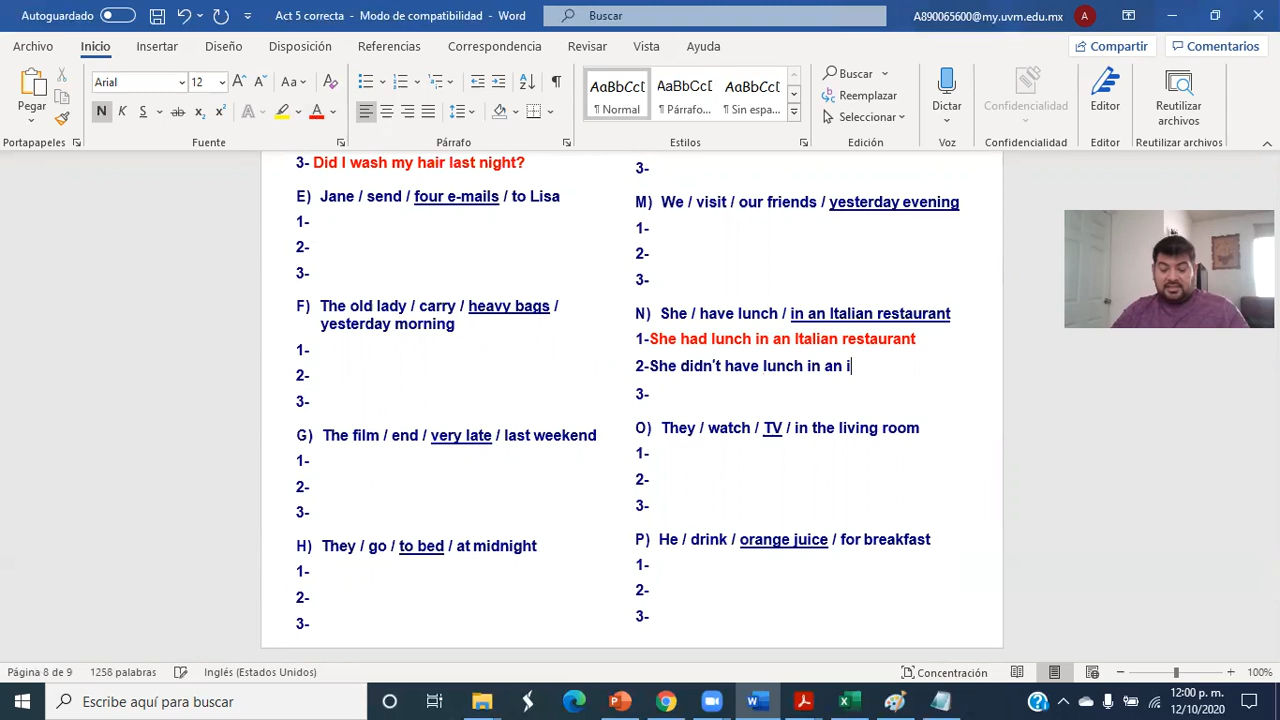 Autoguardado
Act 5 correcta - Modo de compatibilidad - Word
Buscar
A890065600@my.uvm.edu.mx
A
Archivo
Inicio
Insertar
Diseño
Disposición
Referencias
Correspondencia
Revisar
Vista
Ayuda
Compartir
Comentarios
Pegar
Portapapeles
Arial
12
Aa
N K S ab x₂ x²
A
Fuente
Párrafo
AaBbCc AaBbC( AaBbCc
¶ Normal ¶ Párrafo... ¶ Sin espa...
Estilos
Buscar
Reemplazar
Seleccionar
Edición
Dictar
Voz
Confidencialidad
Confidencialidad
Editor
Editor
Reutilizar
archivos
Reutilizar archivos
3- Did I wash my hair last night?
E) Jane / send / four e-mails / to Lisa
1-
2-
3-
F) The old lady / carry / heavy bags /
yesterday morning
1-
2-
3-
G) The film / end / very late / last weekend
1-
2-
3-
H) They / go / to bed / at midnight
1-
2-
3-
3-
M) We / visit / our friends / yesterday evening
1-
2-
3-
N) She / have lunch / in an Italian restaurant
1-She had lunch in an Italian restaurant
2-She didn't have lunch in an i
3-
O) They / watch / TV / in the living room
1-
2-
3-
P) He / drink / orange juice / for breakfast
1-
2-
3-
Página 8 de 9
1258 palabras
Inglés (Estados Unidos)
Concentración
100%
Escribe aquí para buscar
12:00 p. m.
12/10/2020